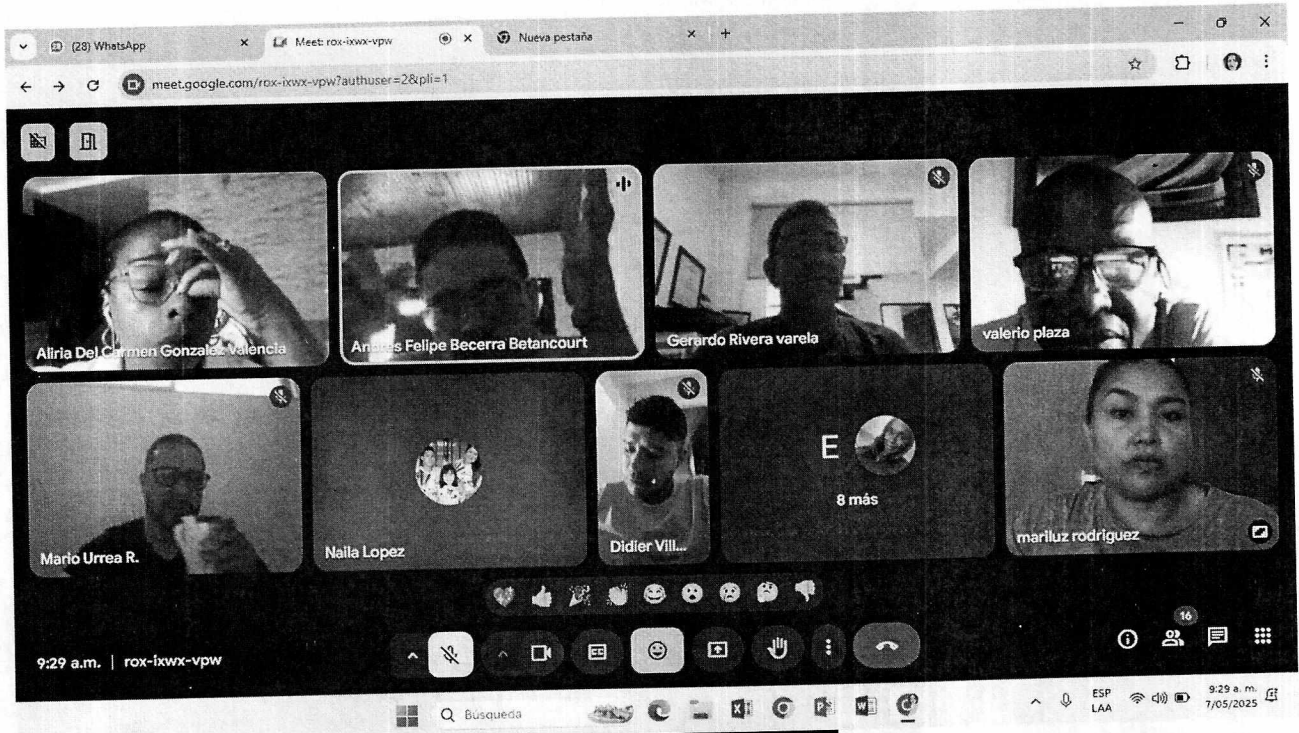 (28) WhatsApp
Meet: rox-ixwx-vpw
Nueva pestaña
meet.google.com/rox-ixwx-vpw?authuser=2&pli=1
Aliria Del Carmen Gonzalez Valencia
Andres Felipe Becerra Betancourt
Gerardo Rivera varela
valerio plaza
Mario Urrea R.
Naila Lopez
Didier Vill...
E
8 más
mariluz rodriguez
16
9:29 a.m. | rox-ixwx-vpw
CC
Búsqueda
ESP
LAA
9:29 a. m.
7/05/2025